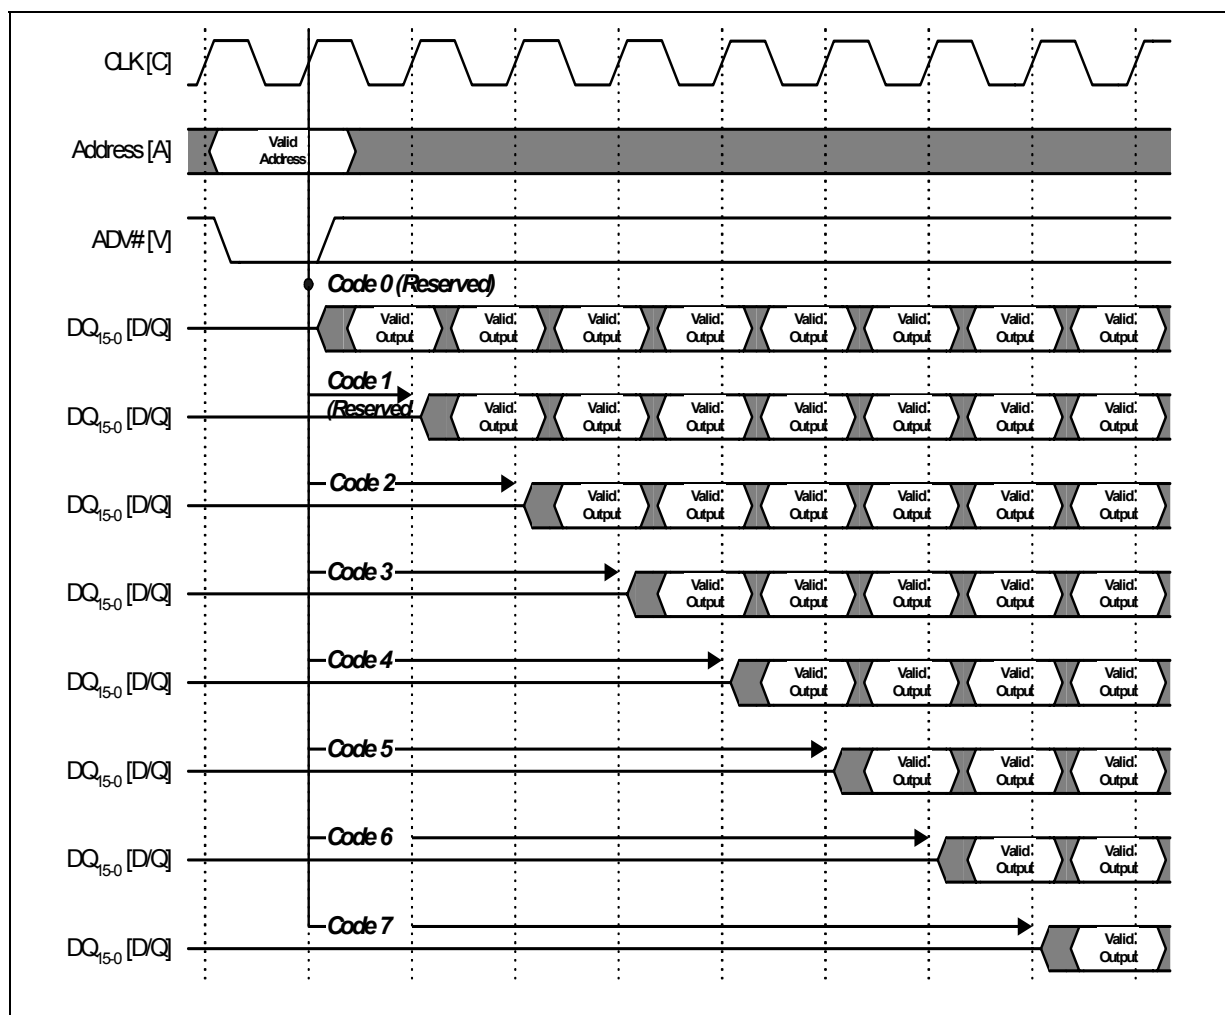 CLK [C]
Address [A]
Valid
Address
ADV# [V]
Code 0 (Reserved)
DQ15-0 [D/Q]
Valid Valid Valid Valid Valid Valid Valid Valid
Output Output Output Output Output Output Output Output
Code 1
(Reserved
DQ15-0 [D/Q]
Valid Valid Valid Valid Valid Valid Valid
Output Output Output Output Output Output Output
Code 2
DQ15-0 [D/Q]
Valid Valid Valid Valid Valid Valid
Output Output Output Output Output Output
Code 3
DQ15-0 [D/Q]
Valid Valid Valid Valid Valid
Output Output Output Output Output
Code 4
DQ15-0 [D/Q]
Valid Valid Valid Valid
Output Output Output Output
Code 5
DQ15-0 [D/Q]
Valid Valid Valid
Output Output Output
Code 6
DQ15-0 [D/Q]
Valid Valid
Output Output
Code 7
DQ15-0 [D/Q]
Valid
Output